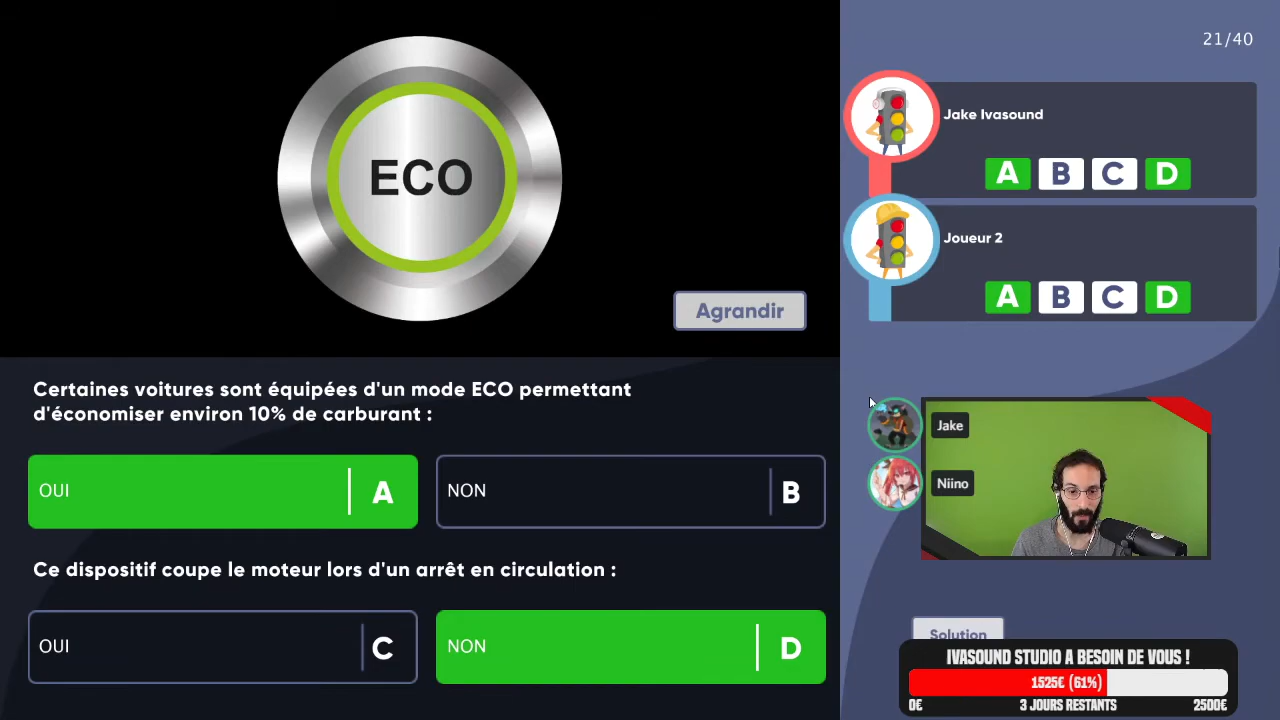 ECO
Agrandir
Certaines voitures sont équipées d'un mode ECO permettant
d'économiser environ 10% de carburant :
OUI A
NON B
Ce dispositif coupe le moteur lors d'un arrêt en circulation :
OUI C
NON D
21/40
Jake Ivasound
A B C D
Joueur 2
A B C D
Jake
Niino
Solution
IVASOUND STUDIO A BESOIN DE VOUS !
1525€ (61%)
0€ 3 JOURS RESTANTS 2500€